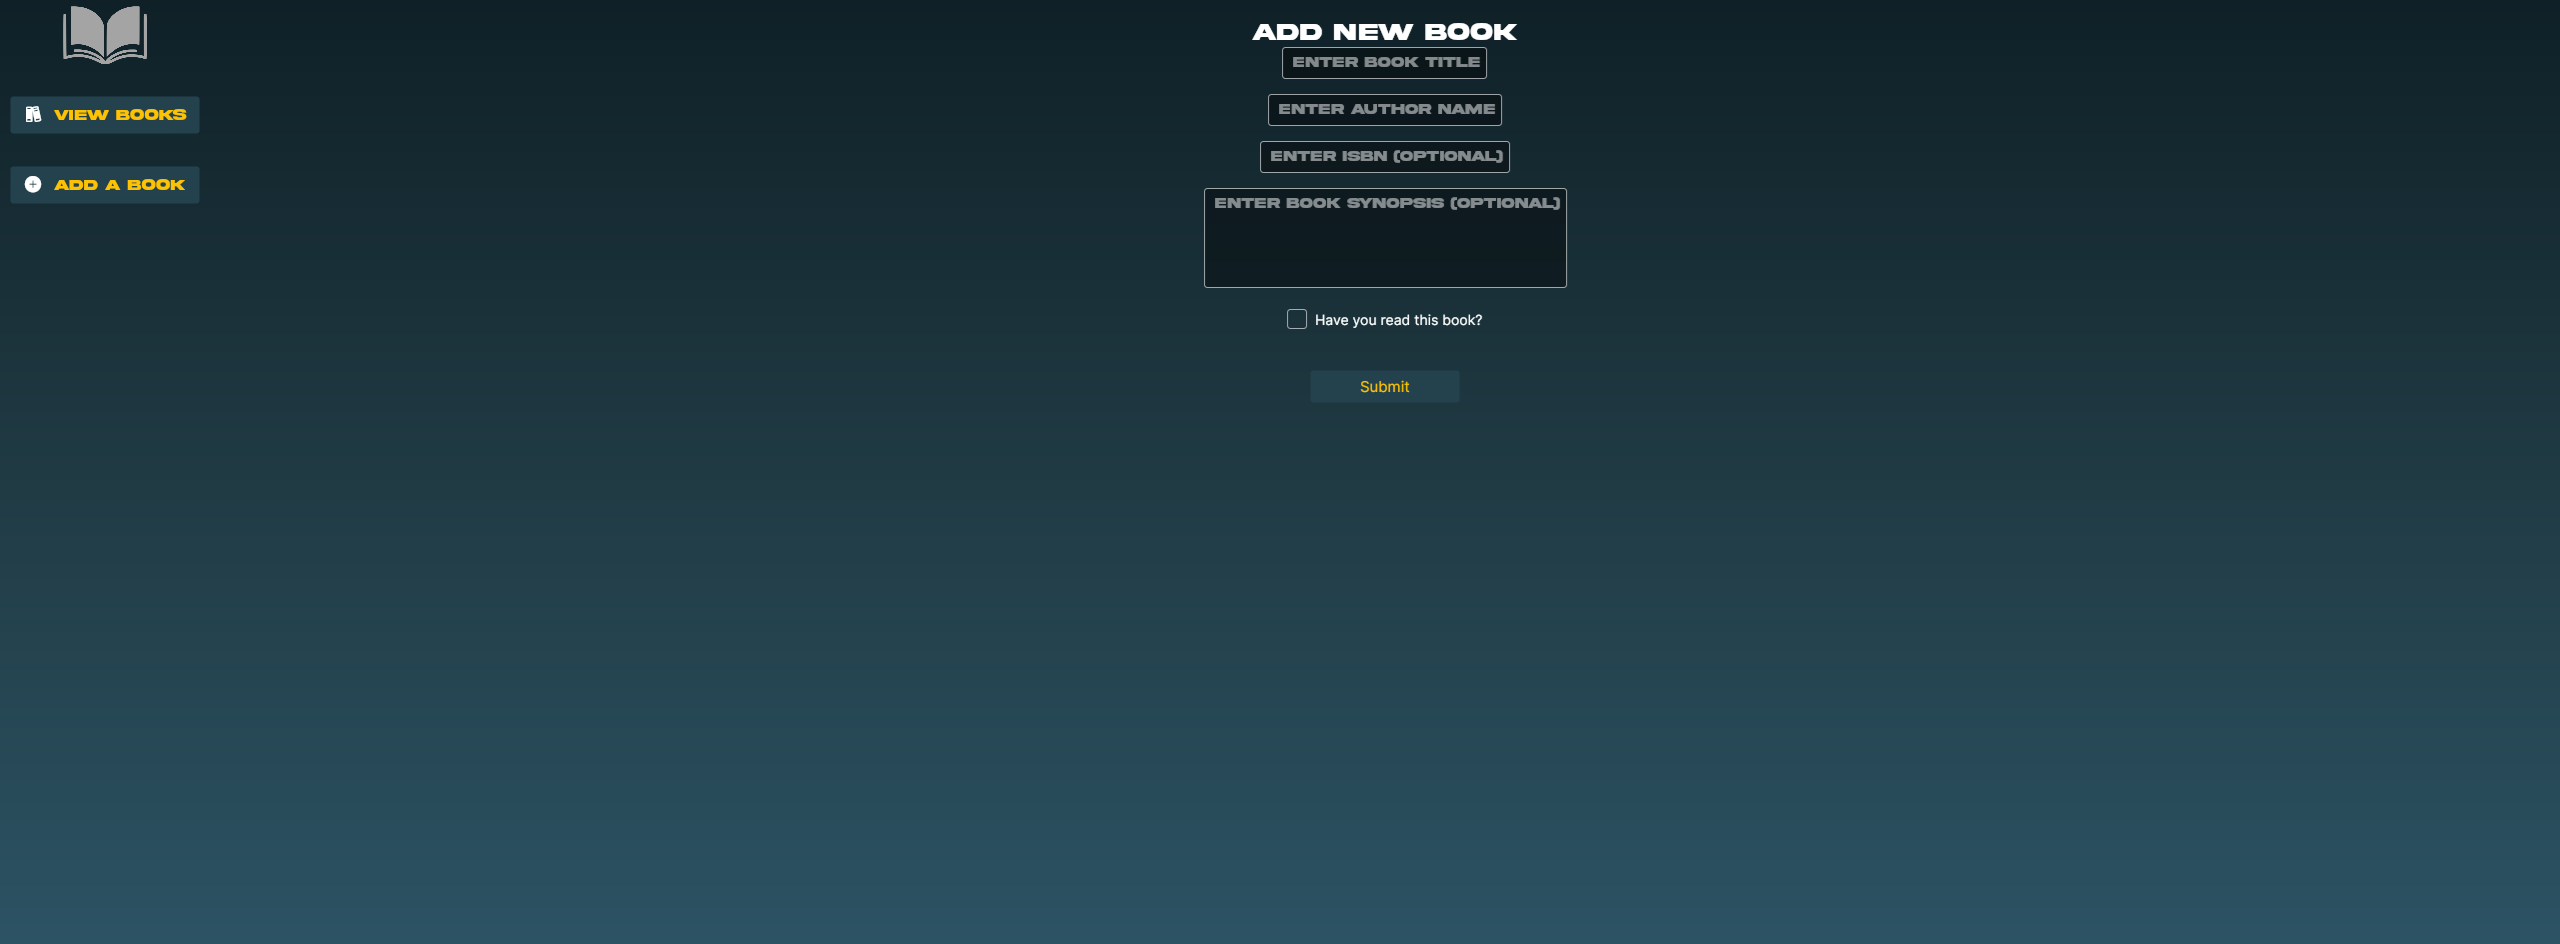 VIEW BOOKS
ADD A BOOK
ADD NEW BOOK
ENTER BOOK TITLE
ENTER AUTHOR NAME
ENTER ISBN (OPTIONAL)
ENTER BOOK SYNOPSIS (OPTIONAL)
Have you read this book?
Submit